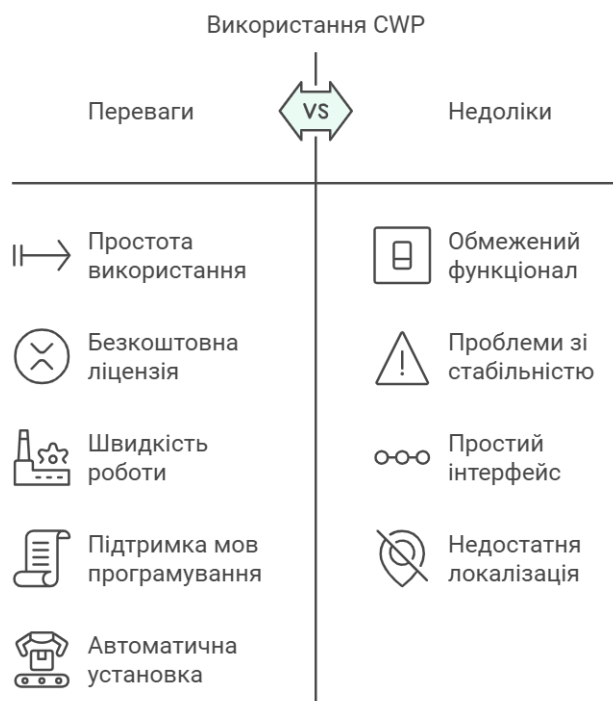 Використання CWP
Переваги
VS
Недоліки
Простота
використання
Безкоштовна
ліцензія
Швидкість
роботи
Підтримка мов
програмування
Автоматична
установка
Обмежений
функціонал
Проблеми зі
стабільністю
Простий
інтерфейс
Недостатня
локалізація